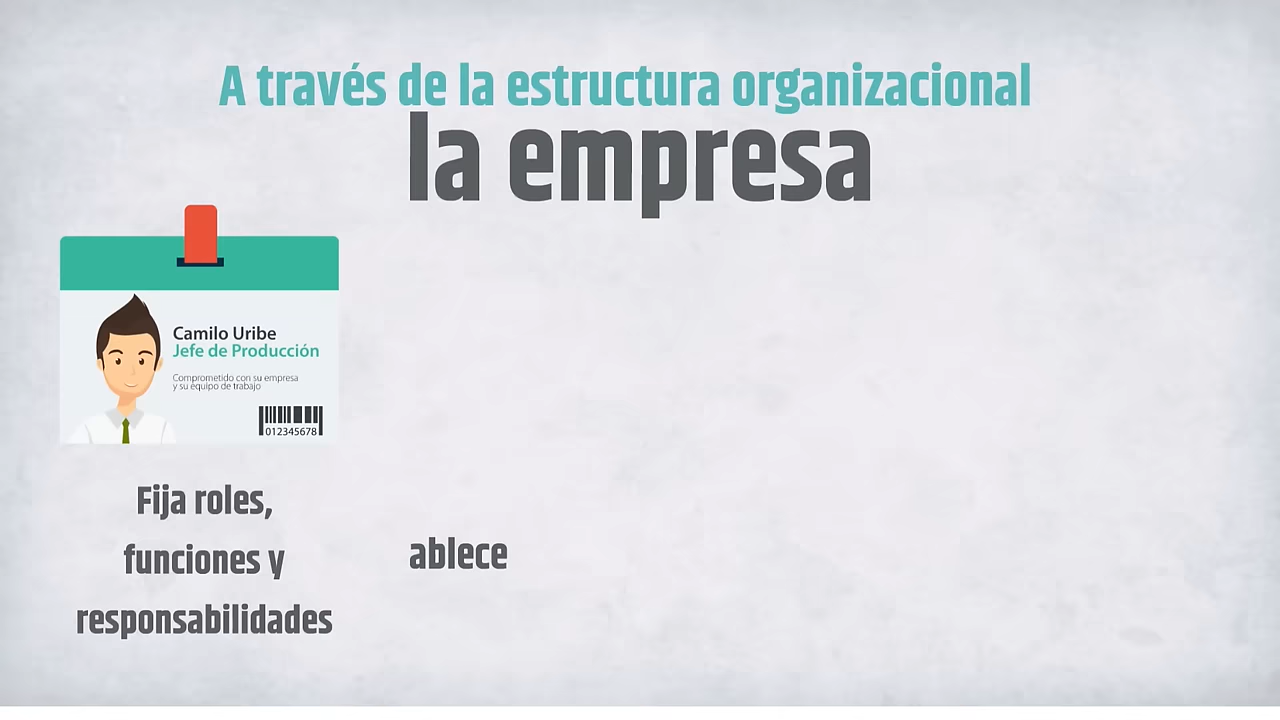 A través de la estructura organizacional
la empresa
Camilo Uribe
Jefe de Producción
Comprometido con su empresa
y su equipo de trabajo
012345678
Fija roles,
funciones y
responsabilidades
ablece